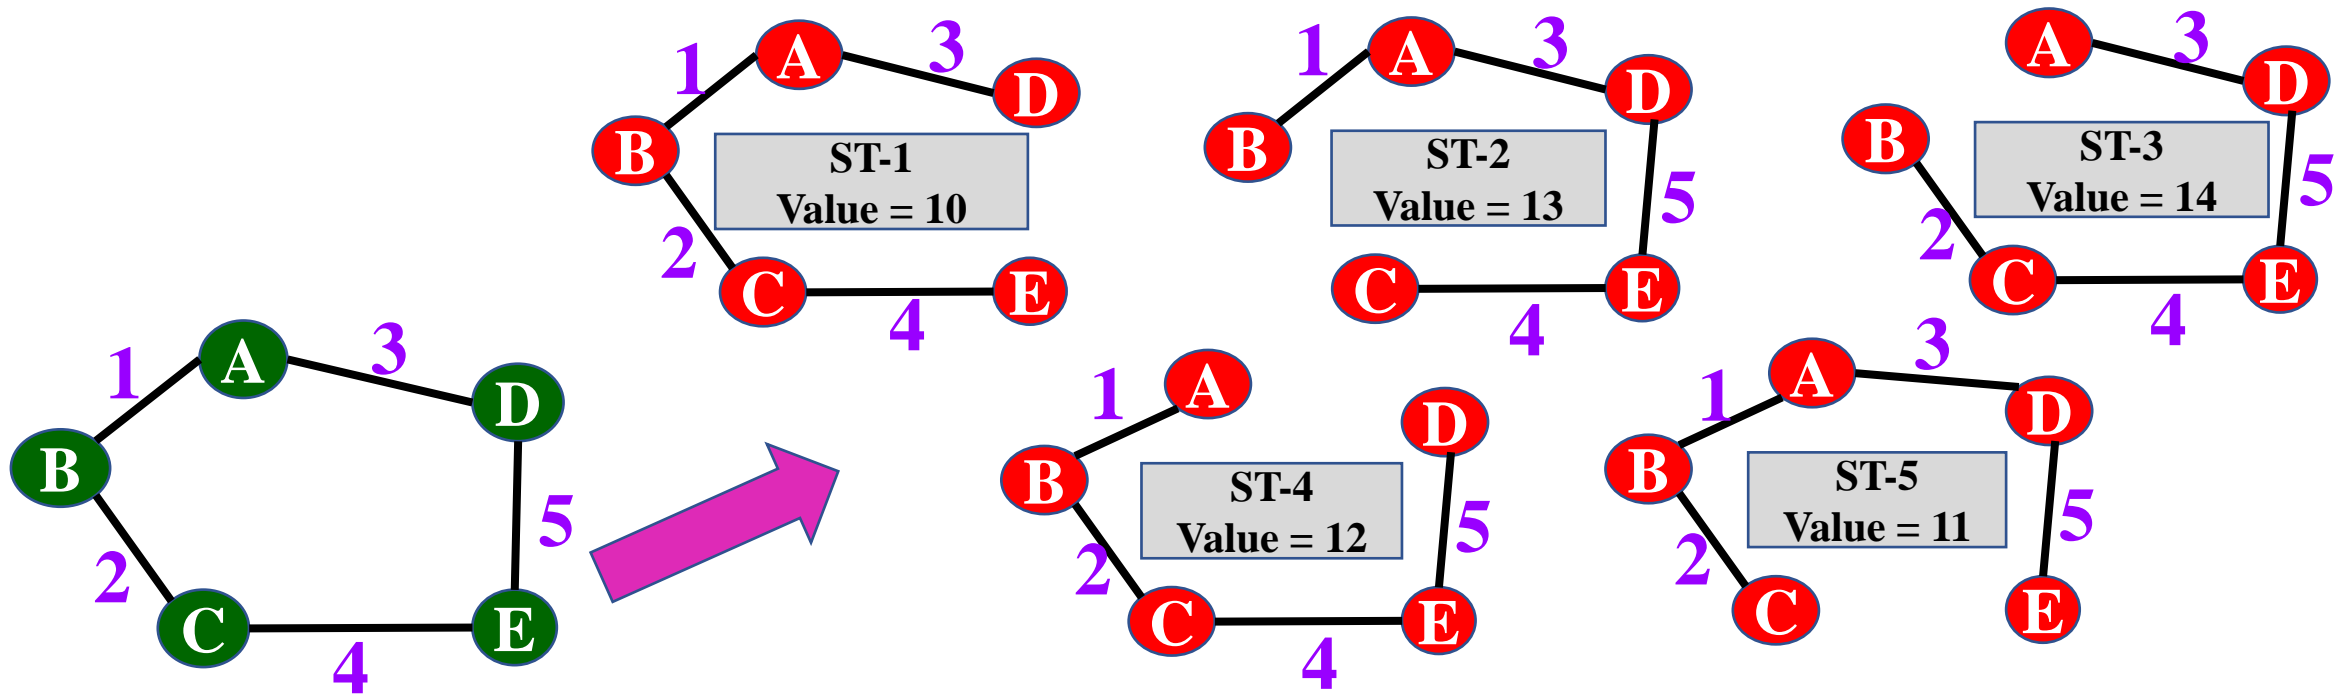 1
A
3
D
B
2
C
4
E
5
1
A
3
D
B
ST-1
Value = 10
2
C
4
E
1
A
3
D
B
ST-2
Value = 13
5
C
4
E
A
3
D
B
ST-3
Value = 14
5
2
C
4
E
1
A
D
B
ST-4
Value = 12
5
2
C
4
E
1
A
3
D
B
ST-5
Value = 11
5
2
C
E